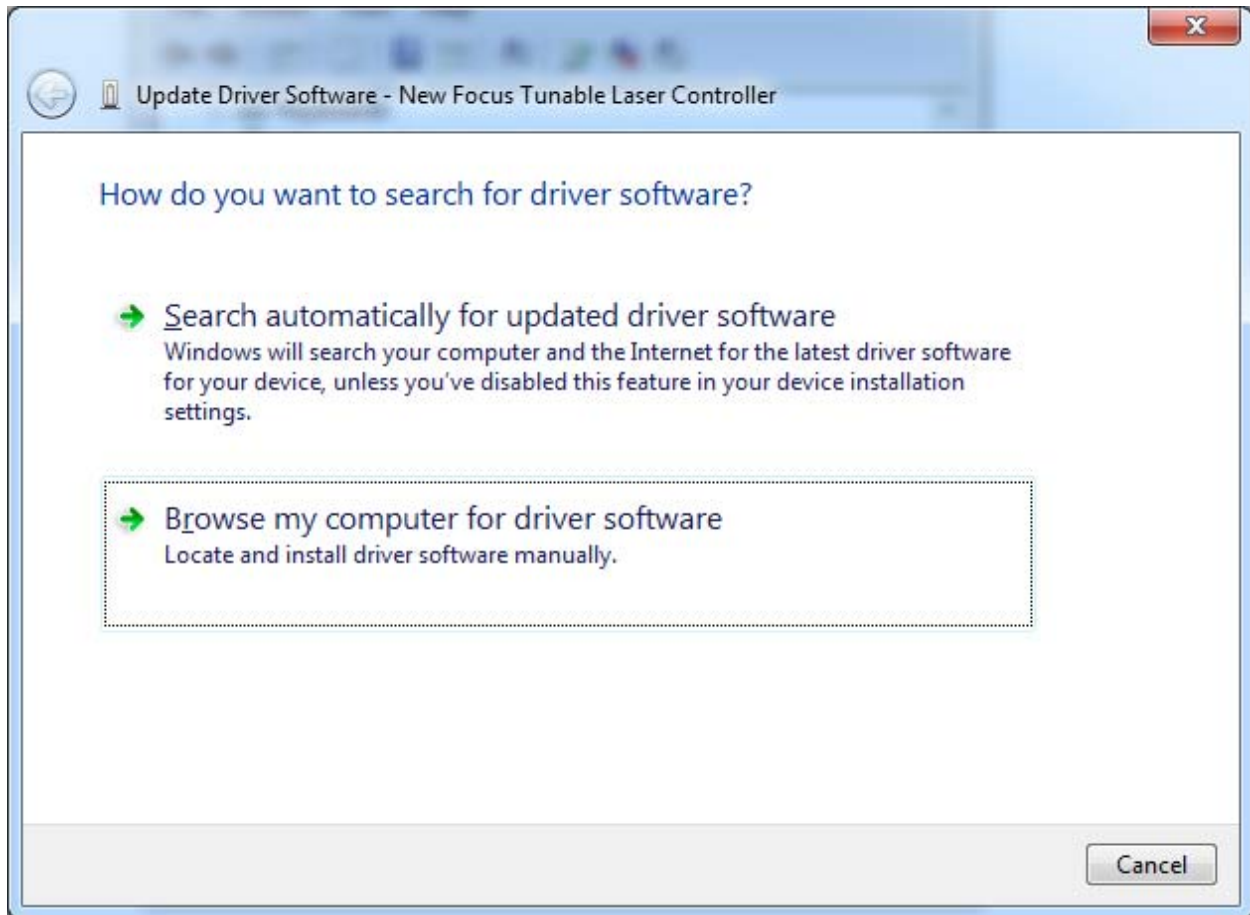 Update Driver Software - New Focus Tunable Laser Controller
How do you want to search for driver software?
Search automatically for updated driver software
Windows will search your computer and the Internet for the latest driver software
for your device, unless you've disabled this feature in your device installation
settings.
Browse my computer for driver software
Locate and install driver software manually.
Cancel